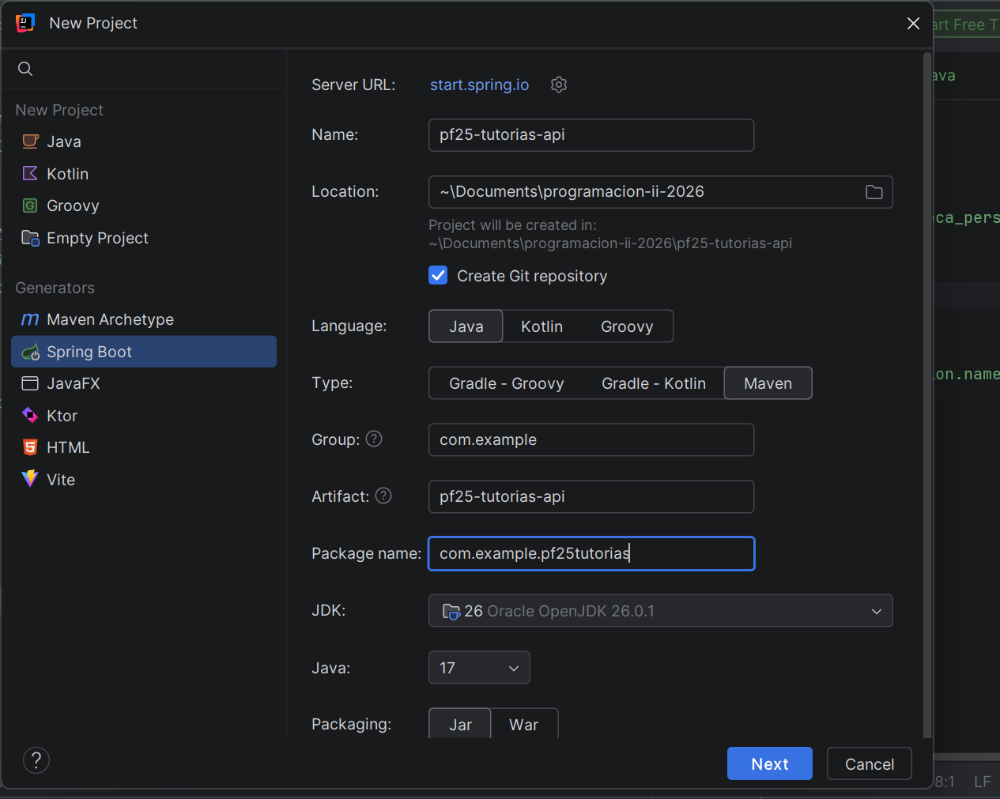 New Project
art Free T
Server URL: start.spring.io
ava
New Project
Name: pf25-tutorias-api
Java
Kotlin
Location: ~\Documents\programacion-ii-2026
Groovy
Project will be created in:
eca_pers
Empty Project
~\Documents\programacion-ii-2026\pf25-tutorias-api
Create Git repository
Generators
Maven Archetype
Language: Java Kotlin Groovy
Spring Boot
JavaFX
Type: Gradle - Groovy Gradle - Kotlin Maven
on.name
Ktor
HTML
Group: ? com.example
Vite
Artifact: ? pf25-tutorias-api
Package name: com.example.pf25tutorias
JDK: 26 Oracle OpenJDK 26.0.1
Java: 17
Packaging: Jar War
?
Next
Cancel
8:1 LF